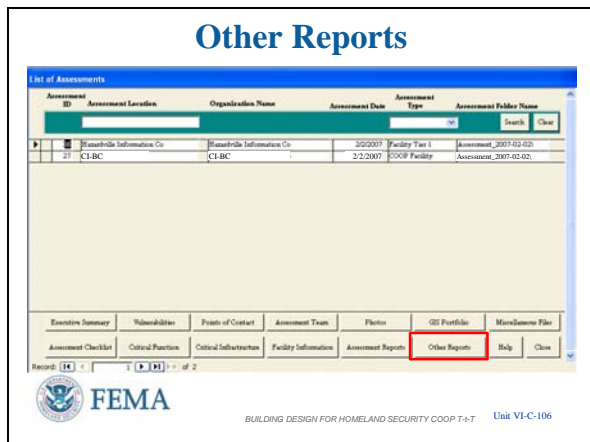 Other Reports
List of Assessments
Assessment ID Assessment Location Organization Name Assessment Date Assessment Type Assessment Folder Name
Search Clear
Hazardville Information Co Hazardville Information Co 2/2/2007 Facility Tier 1 Assessment_2007-02-02\
27 CI-BC CI-BC 2/2/2007 COOP Facility Assessment_2007-02-02\
Executive Summary Vulnerabilities Points of Contact Assessment Team Photos GIS Portfolio Miscellaneous Files
Assessment Checklist Critical Function Critical Infrastructure Facility Information Assessment Reports Other Reports Help Close
Record: 1 of 2
FEMA
BUILDING DESIGN FOR HOMELAND SECURITY COOP T-t-T Unit VI-C-106